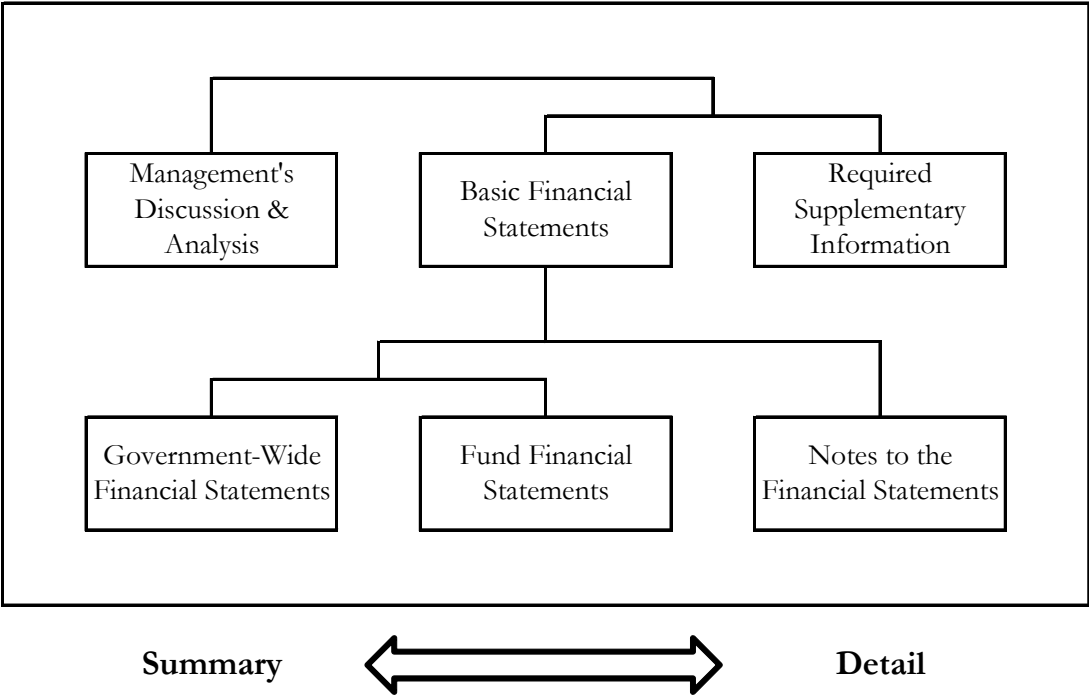 Management's
Discussion &
Analysis
Basic Financial
Statements
Required
Supplementary
Information
Government-Wide
Financial Statements
Fund Financial
Statements
Notes to the
Financial Statements
Summary
Detail